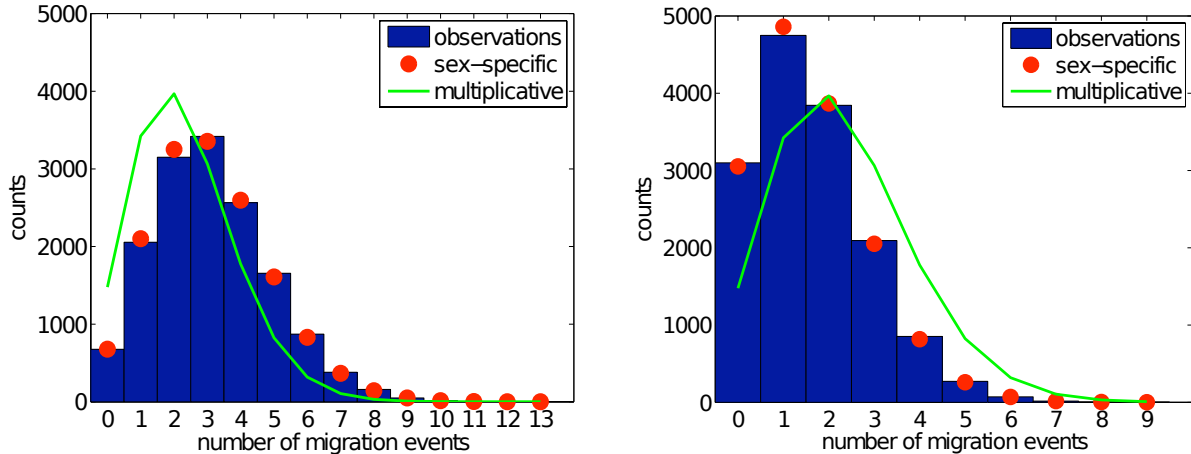 5000
4000
3000
2000
1000
0
counts
0 1 2 3 4 5 6 7 8 9 10 11 12 13
number of migration events
observations
sex-specific
multiplicative
5000
4000
3000
2000
1000
0
counts
0 1 2 3 4 5 6 7 8 9
number of migration events
observations
sex-specific
multiplicative